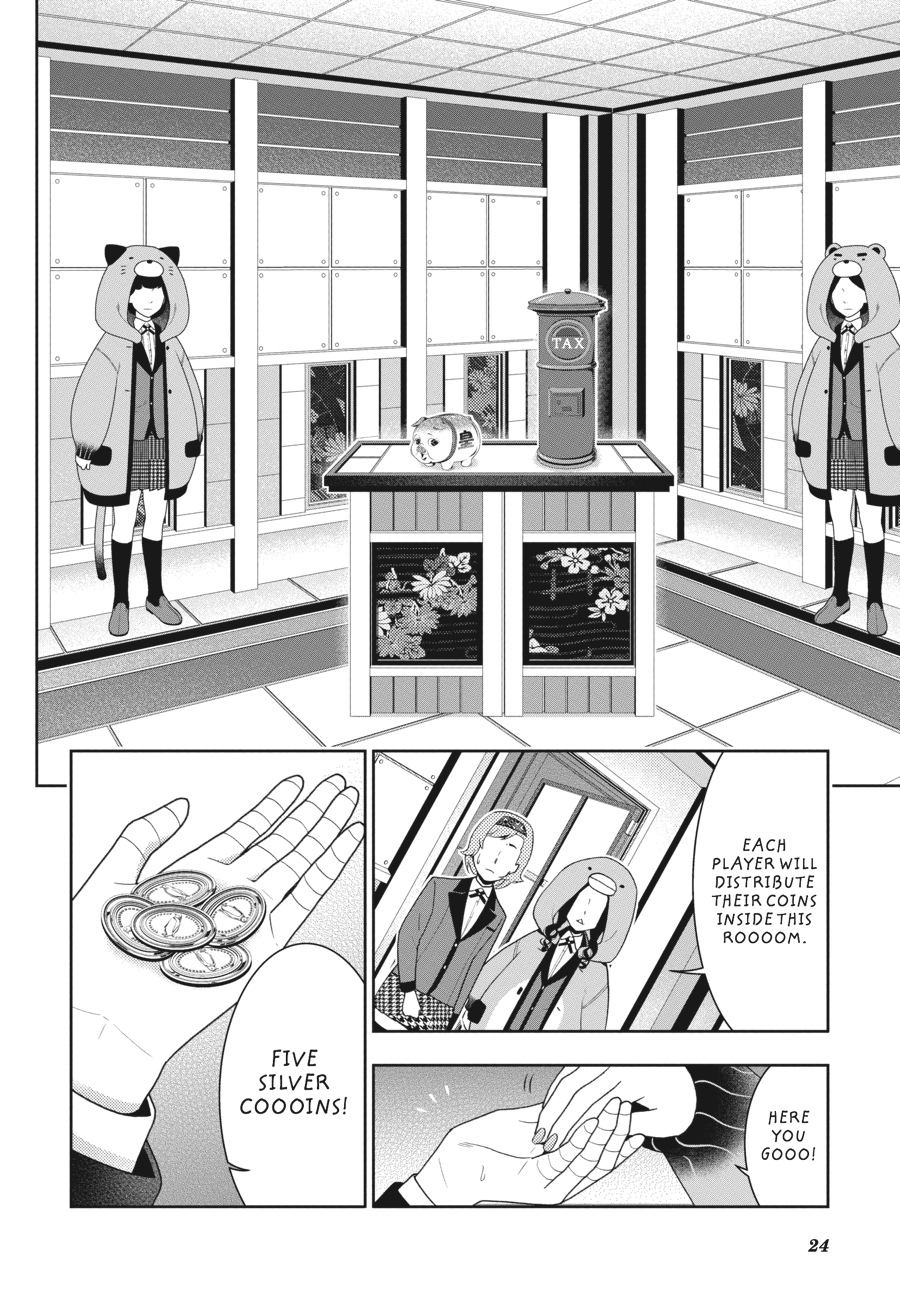 TAX
EACH
PLAYER WILL
DISTRIBUTE
THEIR COINS
INSIDE THIS
ROOOOM.
HERE
YOU
GOOO!
FIVE
SILVER
COOOINS!
24